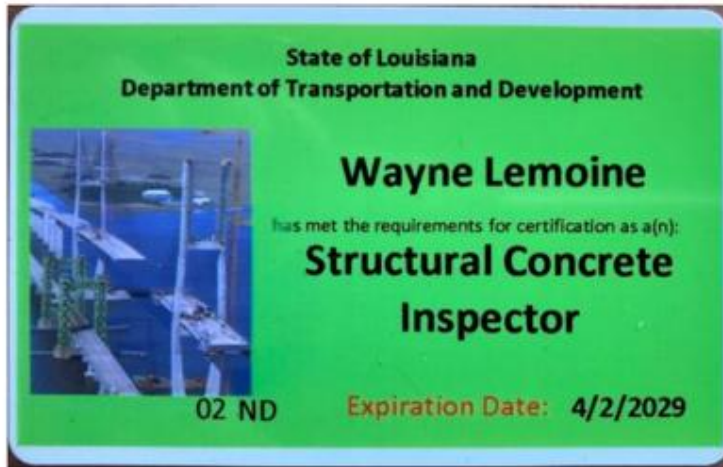 State of Louisiana
Department of Transportation and Development
Wayne Lemoine
has met the requirements for certification as a(n):
Structural Concrete
Inspector
02 ND
Expiration Date: 4/2/2029